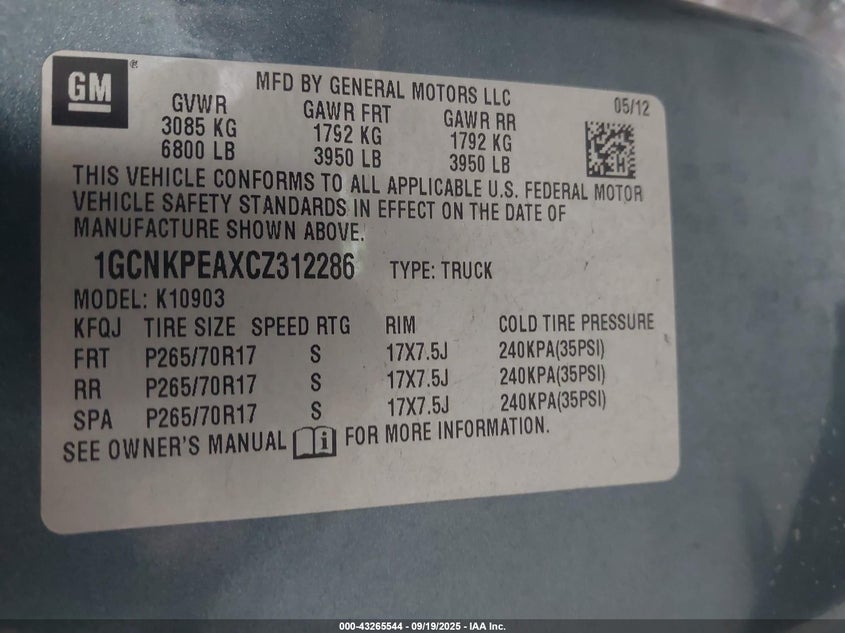 GM ®
MFD BY GENERAL MOTORS LLC
05/12
GVWR GAWR FRT GAWR RR
3085 KG 1792 KG 1792 KG
6800 LB 3950 LB 3950 LB
THIS VEHICLE CONFORMS TO ALL APPLICABLE U.S. FEDERAL MOTOR
VEHICLE SAFETY STANDARDS IN EFFECT ON THE DATE OF
MANUFACTURE SHOWN ABOVE.
1GCNKPEAXCZ312286 TYPE: TRUCK
MODEL: K10903
KFQJ TIRE SIZE SPEED RTG RIM COLD TIRE PRESSURE
FRT P265/70R17 S 17X7.5J 240KPA(35PSI)
RR P265/70R17 S 17X7.5J 240KPA(35PSI)
SPA P265/70R17 S 17X7.5J 240KPA(35PSI)
SEE OWNER'S MANUAL FOR MORE INFORMATION.
000-43265544 - 09/19/2025 - IAA Inc.